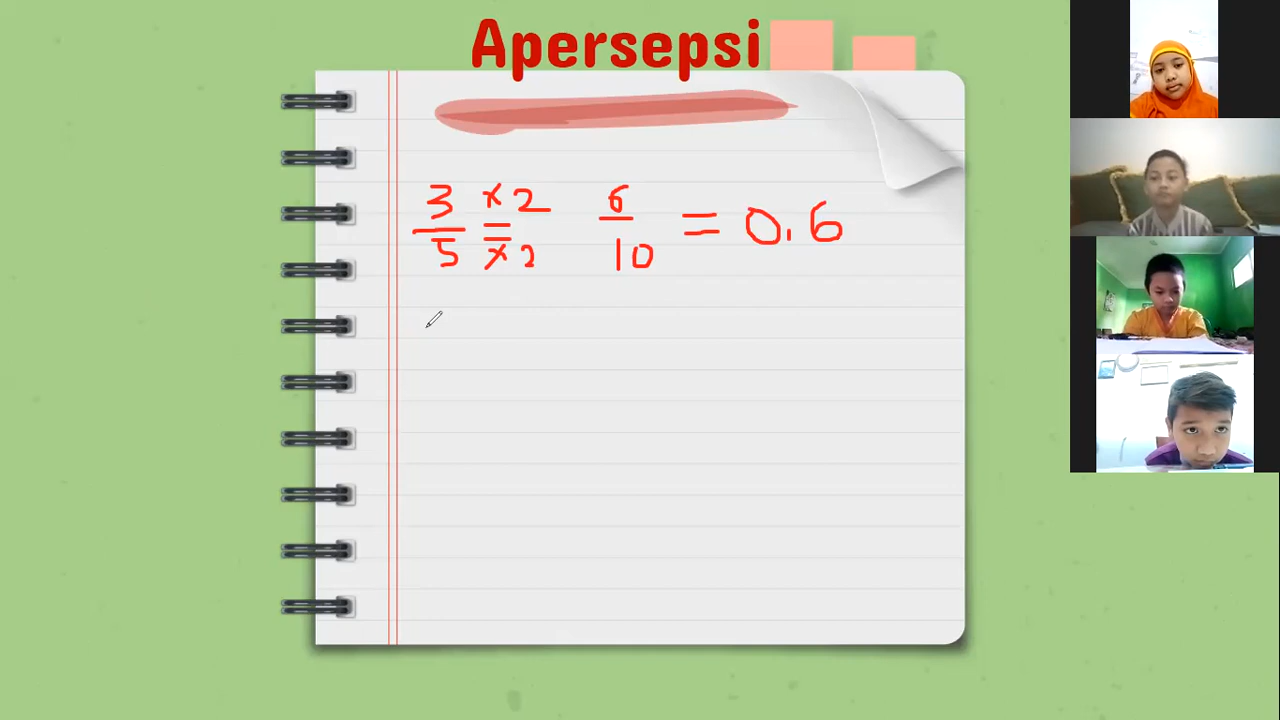 Apersepsi
3/5 ×2/×2 = 6/10 = 0.6